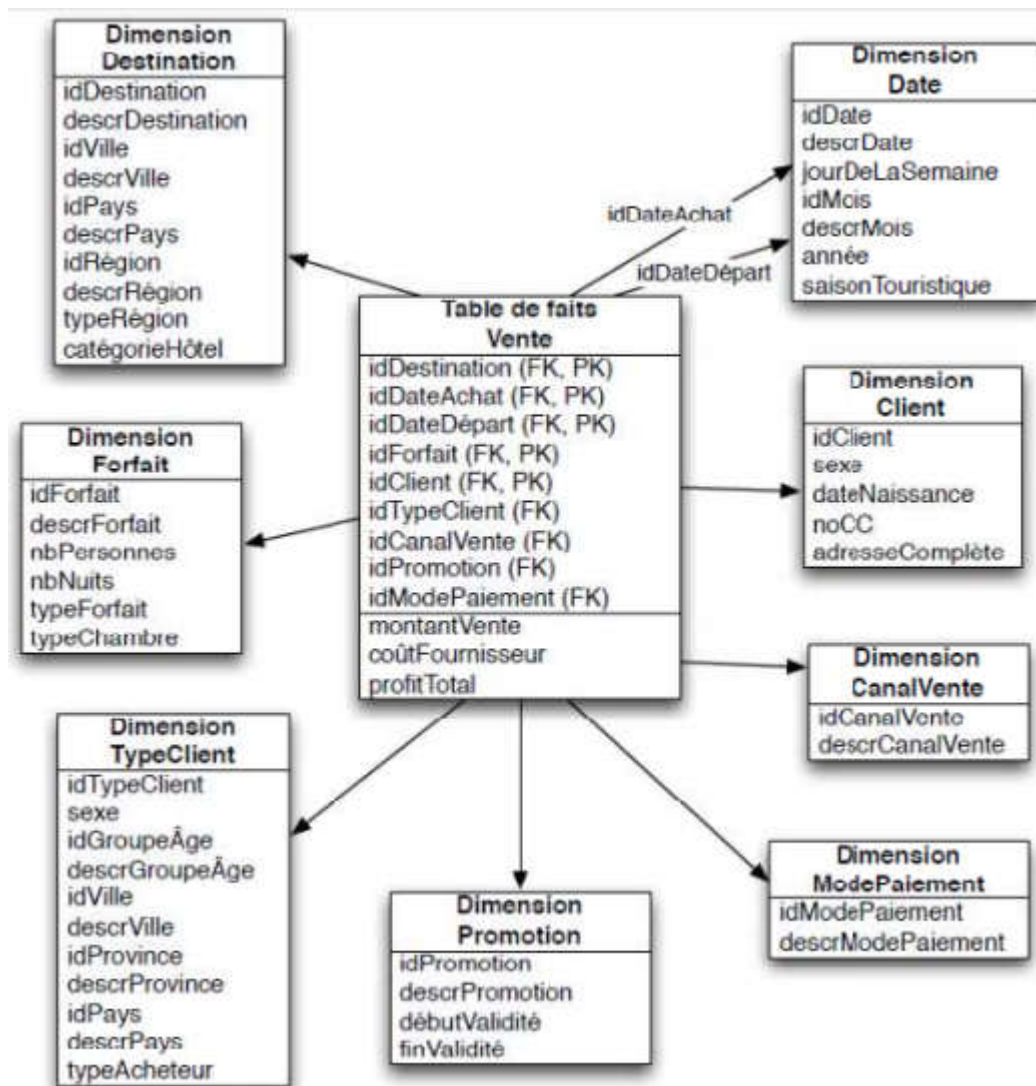 Dimension
Destination
idDestination
descrDestination
idVille
descrVille
idPays
descrPays
idRégion
descrRégion
typeRégion
catégorieHôtel
Dimension
Date
idDate
descrDate
jourDeLaSemaine
idMois
descrMois
année
saisonTouristique
idDateAchat
idDateDépart
Table de faits
Vente
idDestination (FK, PK)
idDateAchat (FK, PK)
idDateDépart (FK, PK)
idForfait (FK, PK)
idClient (FK, PK)
idTypeClient (FK)
idCanalVente (FK)
idPromotion (FK)
idModePaiement (FK)
montantVente
coûtFournisseur
profitTotal
Dimension
Client
idClient
sexe
dateNaissance
noCC
adresseComplète
Dimension
Forfait
idForfait
descrForfait
nbPersonnes
nbNuits
typeForfait
typeChambre
Dimension
CanalVente
idCanalVente
descrCanalVente
Dimension
TypeClient
idTypeClient
sexe
idGroupeÂge
descrGroupeÂge
idVille
descrVille
idProvince
descrProvince
idPays
descrPays
typeAcheteur
Dimension
Promotion
idPromotion
descrPromotion
débutValidité
finValidité
Dimension
ModePaiement
idModePaiement
descrModePaiement